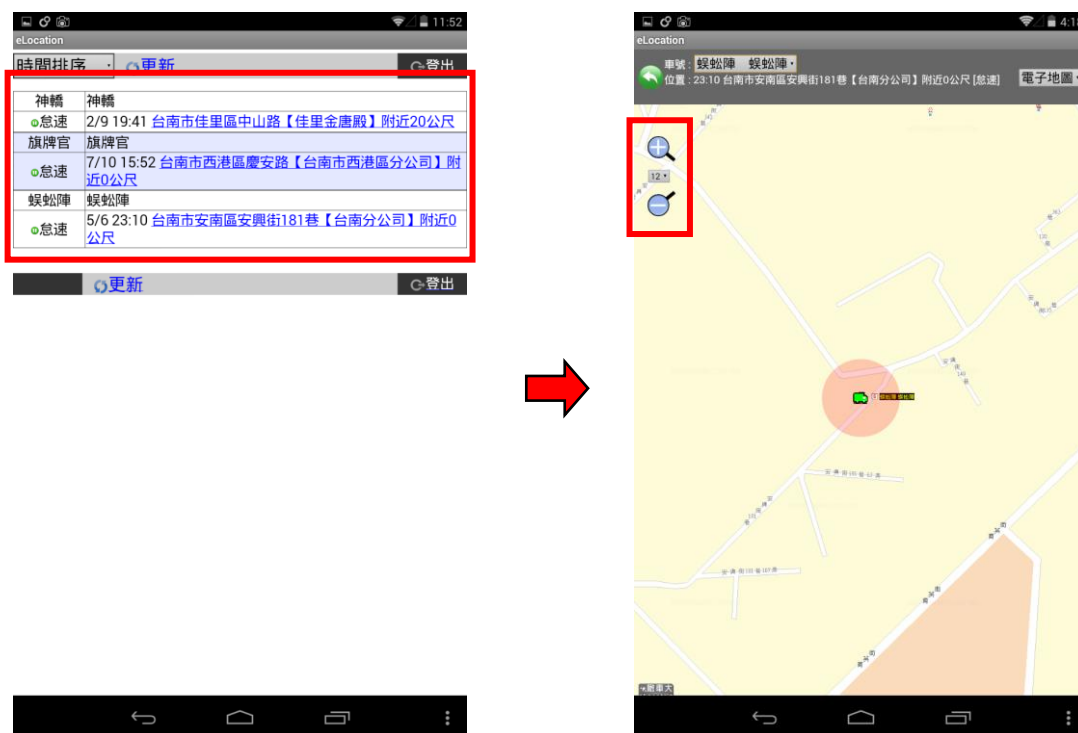 11:52
eLocation
時間排序 更新 登出
神轎 神轎
怠速 2/9 19:41 台南市佳里區中山路【佳里金唐殿】附近20公尺
旗牌官 旗牌官
怠速 7/10 15:52 台南市西港區慶安路【台南市西港區分公司】附
近0公尺
蜈蚣陣 蜈蚣陣
怠速 5/6 23:10 台南市安南區安興街181巷【台南分公司】附近0
公尺
更新 登出
eLocation
車號: 蜈蚣陣 蜈蚣陣
位置 : 23:10 台南市安南區安興街181巷【台南分公司】附近0公尺 [怠速]
電子地圖
12
蜈蚣陣 蜈蚣陣